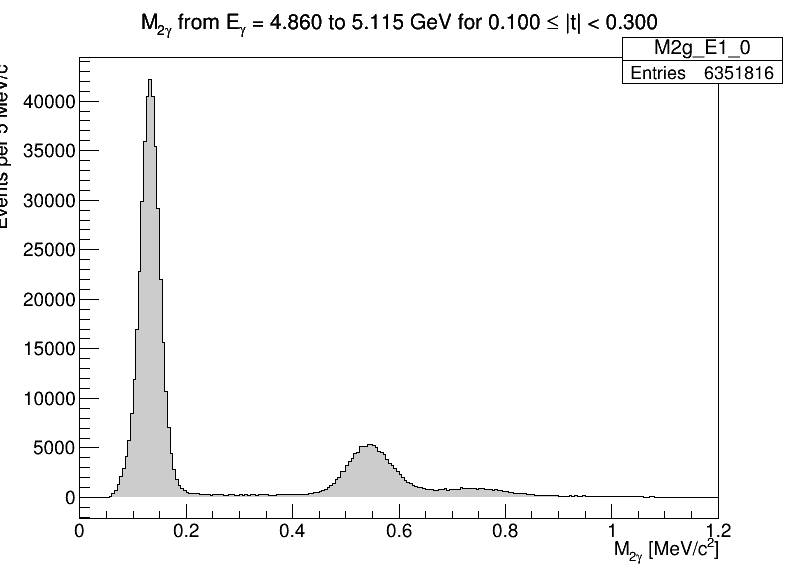 M2γ from Eγ = 4.860 to 5.115 GeV for 0.100 ≤ |t| < 0.300
M2g_E1_0
Entries 6351816
Events per 5 MeV/c
40000
35000
30000
25000
20000
15000
10000
5000
0
0 0.2 0.4 0.6 0.8 1 1.2
M2γ [MeV/c²]